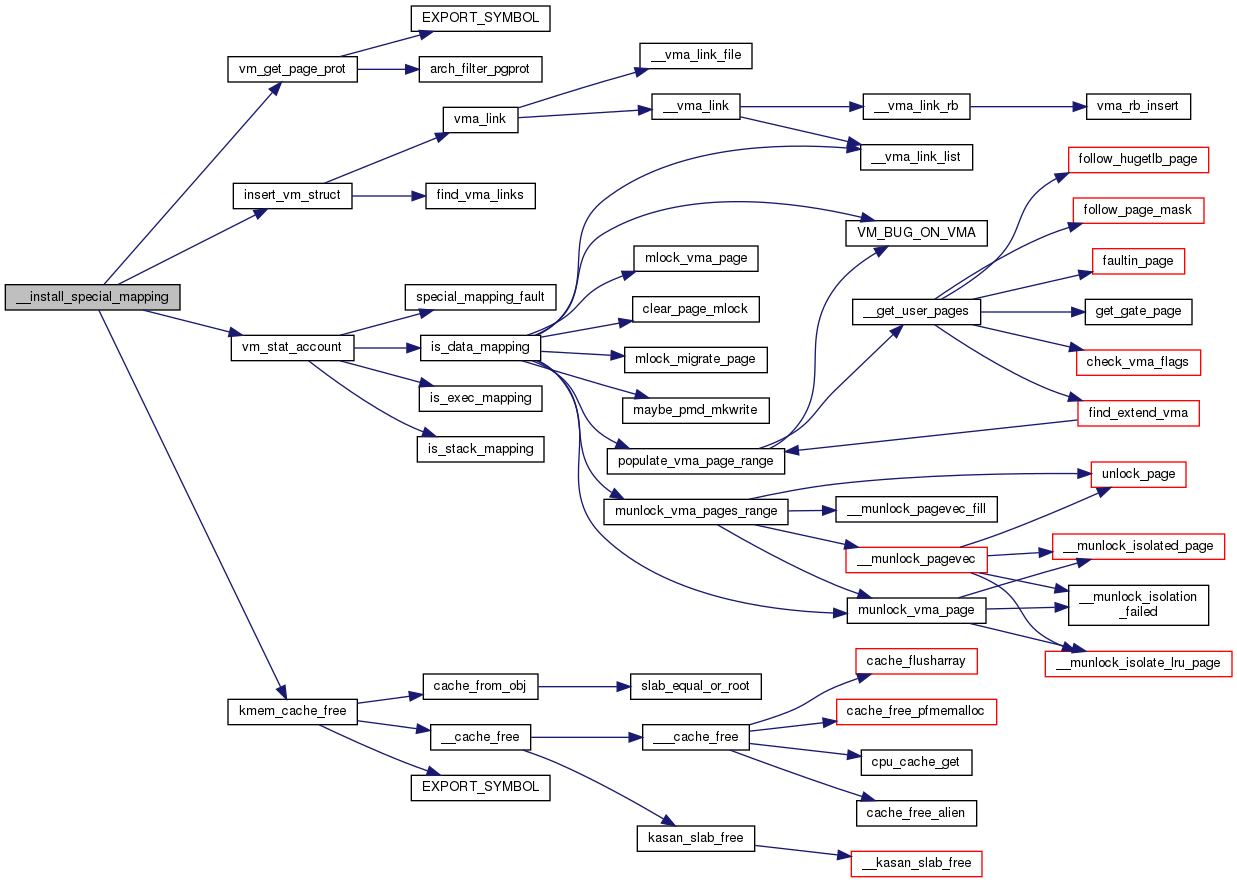 EXPORT_SYMBOL
vm_get_page_prot
arch_filter_pgprot
__vma_link_file
vma_link
__vma_link
__vma_link_rb
vma_rb_insert
__vma_link_list
follow_hugetlb_page
insert_vm_struct
find_vma_links
follow_page_mask
VM_BUG_ON_VMA
mlock_vma_page
faultin_page
__install_special_mapping
special_mapping_fault
clear_page_mlock
__get_user_pages
get_gate_page
vm_stat_account
is_data_mapping
mlock_migrate_page
check_vma_flags
is_exec_mapping
maybe_pmd_mkwrite
find_extend_vma
is_stack_mapping
populate_vma_page_range
unlock_page
munlock_vma_pages_range
__munlock_pagevec_fill
__munlock_pagevec
__munlock_isolated_page
munlock_vma_page
__munlock_isolation
_failed
__munlock_isolate_lru_page
cache_flusharray
cache_from_obj
slab_equal_or_root
kmem_cache_free
cache_free_pfmemalloc
__cache_free
___cache_free
cpu_cache_get
EXPORT_SYMBOL
cache_free_alien
kasan_slab_free
__kasan_slab_free